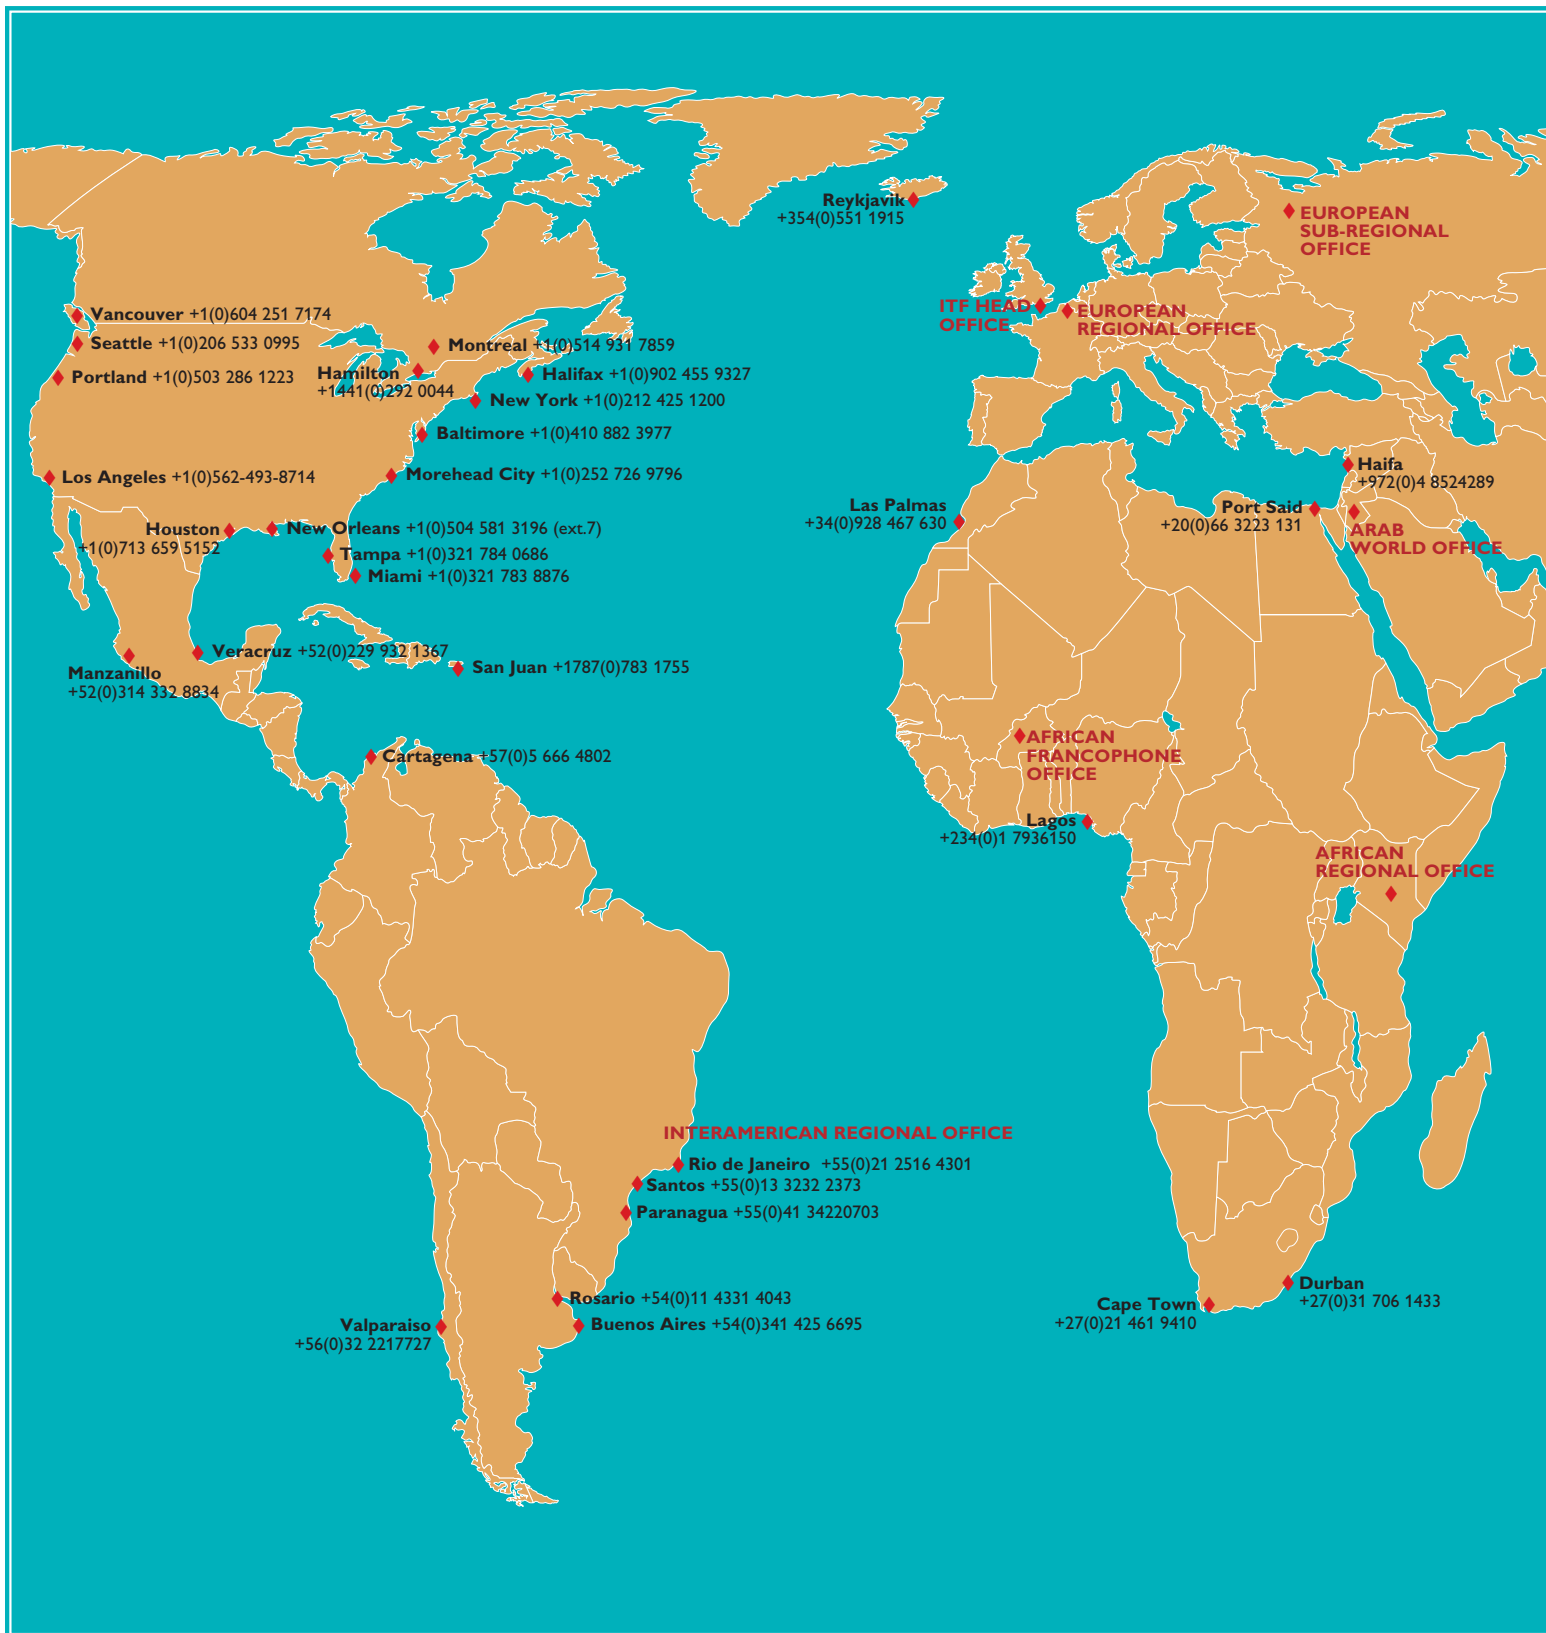 Reykjavik
+354(0)551 1915
EUROPEAN
SUB-REGIONAL
OFFICE
ITF HEAD
OFFICE
EUROPEAN
REGIONAL OFFICE
Vancouver +1(0)604 251 7174
Seattle +1(0)206 533 0995
Portland +1(0)503 286 1223
Montreal +1(0)514 931 7859
Hamilton
+1441(0)292 0044
Halifax +1(0)902 455 9327
New York +1(0)212 425 1200
Baltimore +1(0)410 882 3977
Los Angeles +1(0)562-493-8714
Morehead City +1(0)252 726 9796
Haifa
+972(0)4 8524289
Las Palmas
+34(0)928 467 630
Port Said
+20(0)66 3223 131
ARAB
WORLD OFFICE
Houston
+1(0)713 659 5152
New Orleans +1(0)504 581 3196 (ext.7)
Tampa +1(0)321 784 0686
Miami +1(0)321 783 8876
Veracruz +52(0)229 932 1367
Manzanillo
+52(0)314 332 8834
San Juan +1787(0)783 1755
Cartagena +57(0)5 666 4802
AFRICAN
FRANCOPHONE
OFFICE
Lagos
+234(0)1 7936150
AFRICAN
REGIONAL OFFICE
INTERAMERICAN REGIONAL OFFICE
Rio de Janeiro +55(0)21 2516 4301
Santos +55(0)13 3232 2373
Paranagua +55(0)41 34220703
Rosario +54(0)11 4331 4043
Buenos Aires +54(0)341 425 6695
Valparaiso
+56(0)32 2217727
Cape Town
+27(0)21 461 9410
Durban
+27(0)31 706 1433